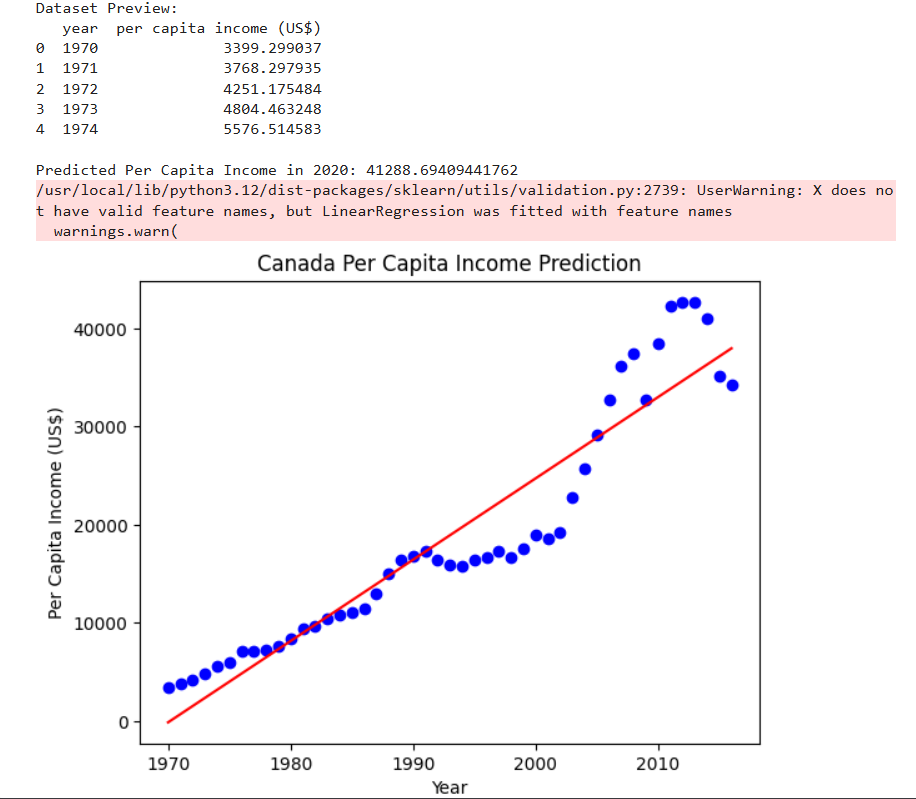 Dataset Preview:
year per capita income (US$)
0 1970 3399.299037
1 1971 3768.297935
2 1972 4251.175484
3 1973 4804.463248
4 1974 5576.514583
Predicted Per Capita Income in 2020: 41288.69409441762
/usr/local/lib/python3.12/dist-packages/sklearn/utils/validation.py:2739: UserWarning: X does no
t have valid feature names, but LinearRegression was fitted with feature names
warnings.warn(
Canada Per Capita Income Prediction
40000
30000
20000
10000
0
Per Capita Income (US$)
1970 1980 1990 2000 2010
Year